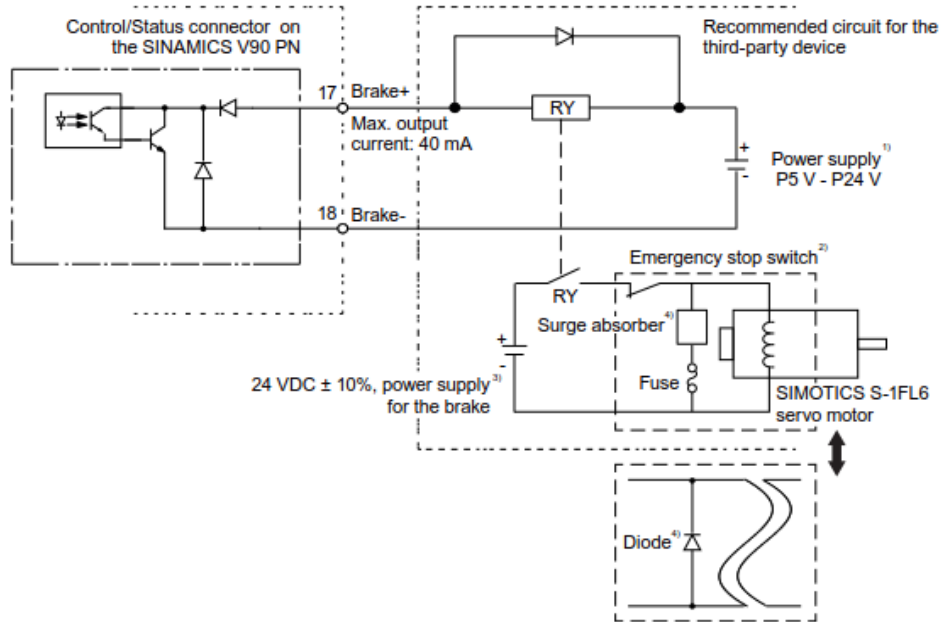 Control/Status connector on
the SINAMICS V90 PN
Recommended circuit for the
third-party device
17 Brake+
RY
Max. output
current: 40 mA
+
-
Power supply 1)
P5 V - P24 V
18 Brake-
Emergency stop switch 2)
RY
Surge absorber 4)
+
-
Fuse
24 VDC ± 10%, power supply 3)
for the brake
SIMOTICS S-1FL6
servo motor
Diode 4)